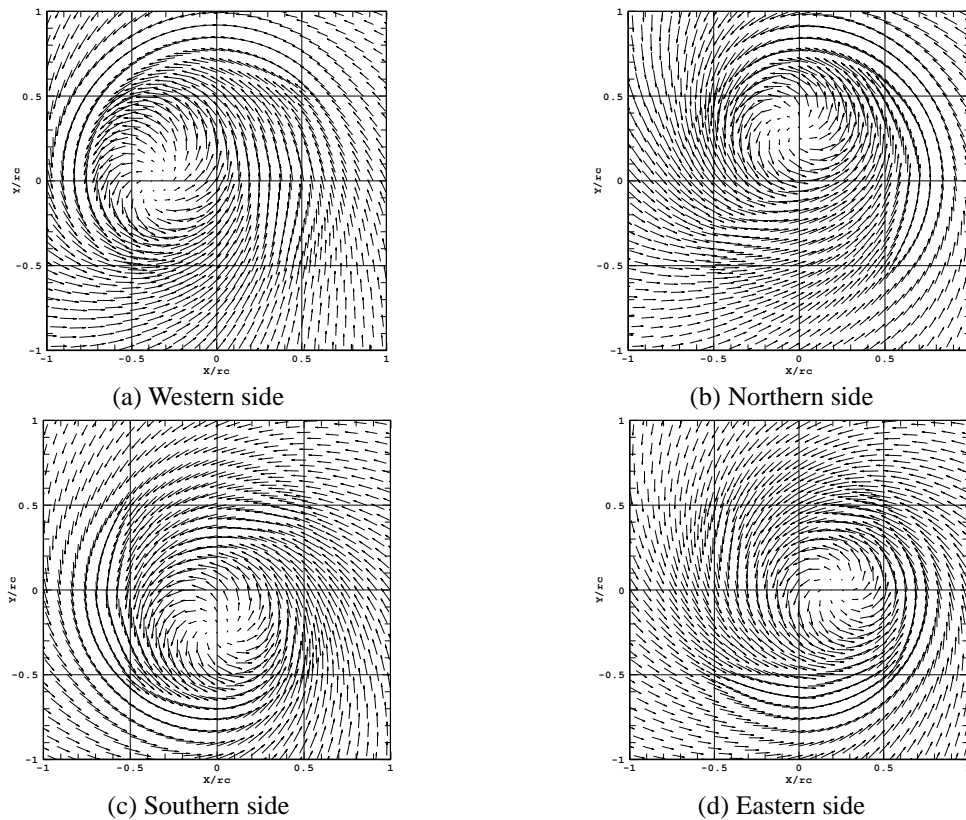 1
0.5
0
-0.5
-1
Y/rc
-1 -0.5 0 0.5 1
X/rc
(a) Western side
1
0.5
0
-0.5
-1
Y/rc
-1 -0.5 0 0.5
X/rc
(b) Northern side
1
0.5
0
-0.5
-1
Y/rc
-1 -0.5 0 0.5 1
X/rc
(c) Southern side
1
0.5
0
-0.5
-1
Y/rc
-1 -0.5 0 0.5
X/rc
(d) Eastern side